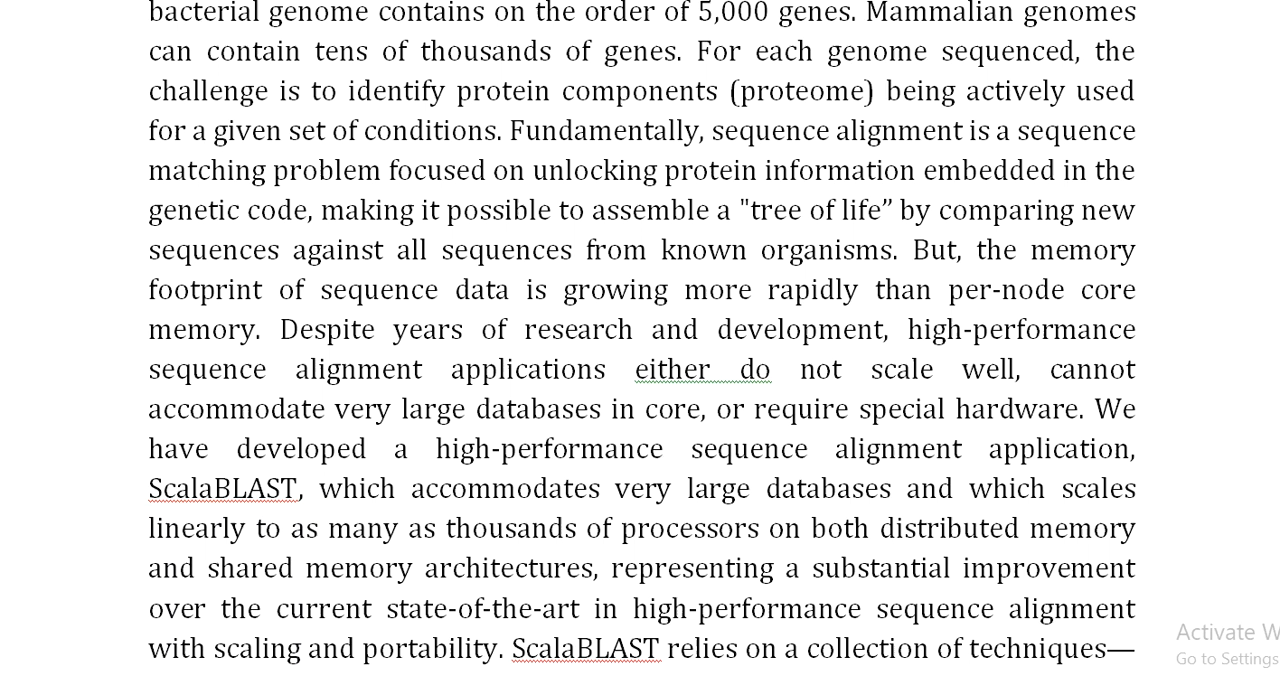 bacterial genome contains on the order of 5,000 genes. Mammalian genomes
can contain tens of thousands of genes. For each genome sequenced, the
challenge is to identify protein components (proteome) being actively used
for a given set of conditions. Fundamentally, sequence alignment is a sequence
matching problem focused on unlocking protein information embedded in the
genetic code, making it possible to assemble a "tree of life” by comparing new
sequences against all sequences from known organisms. But, the memory
footprint of sequence data is growing more rapidly than per-node core
memory. Despite years of research and development, high-performance
sequence alignment applications either do not scale well, cannot
accommodate very large databases in core, or require special hardware. We
have developed a high-performance sequence alignment application,
ScalaBLAST, which accommodates very large databases and which scales
linearly to as many as thousands of processors on both distributed memory
and shared memory architectures, representing a substantial improvement
over the current state-of-the-art in high-performance sequence alignment
with scaling and portability. ScalaBLAST relies on a collection of techniques—
Activate W
Go to Settings